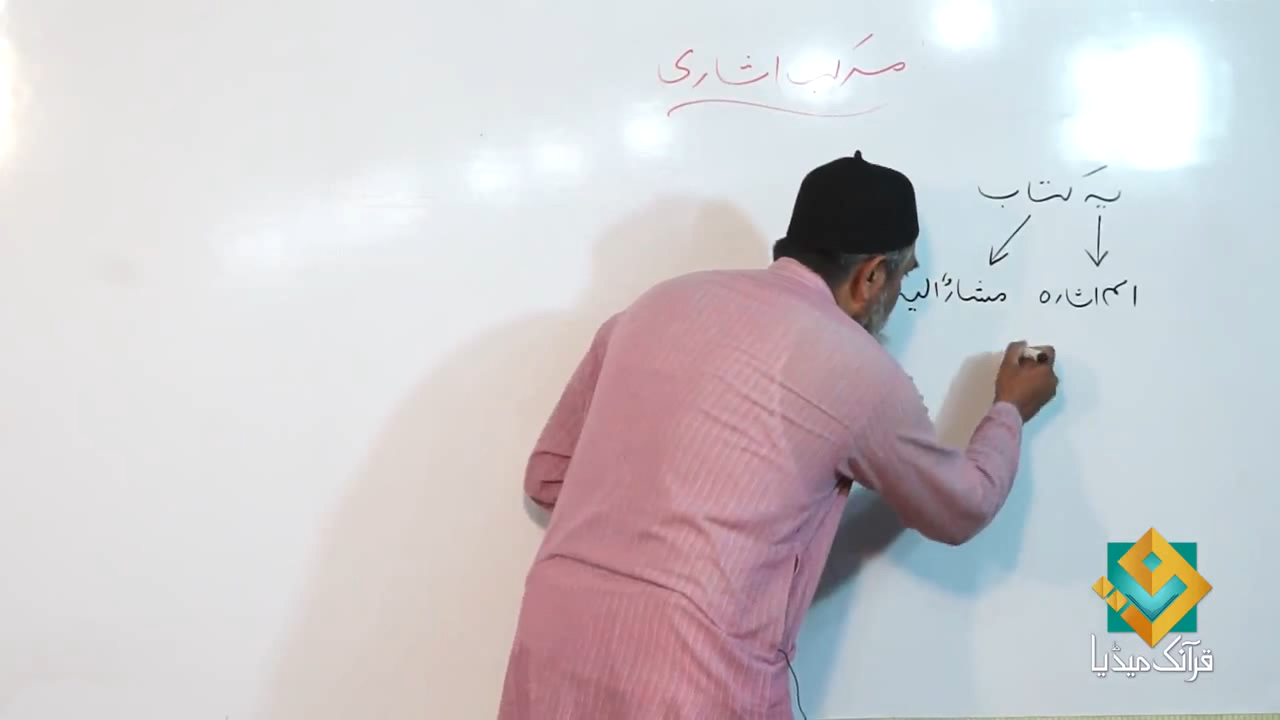 مرکب اشاری
یہ کتاب
اسم اشارہ مشارٌ الیہ
قرآنک میڈیا